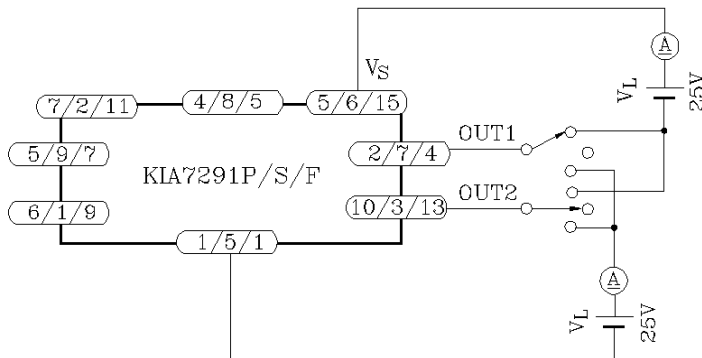 A
VS
VL
25V
7/2/11
4/8/5
5/6/15
OUT1
5/9/7
2/7/4
KIA7291P/S/F
OUT2
6/1/9
10/3/13
1/5/1
A
VL
25V